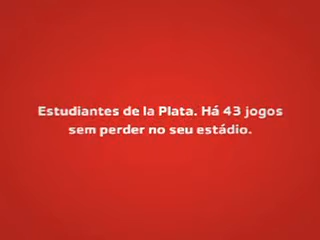 Estudiantes de la Plata. Há 43 jogos
sem perder no seu estádio.